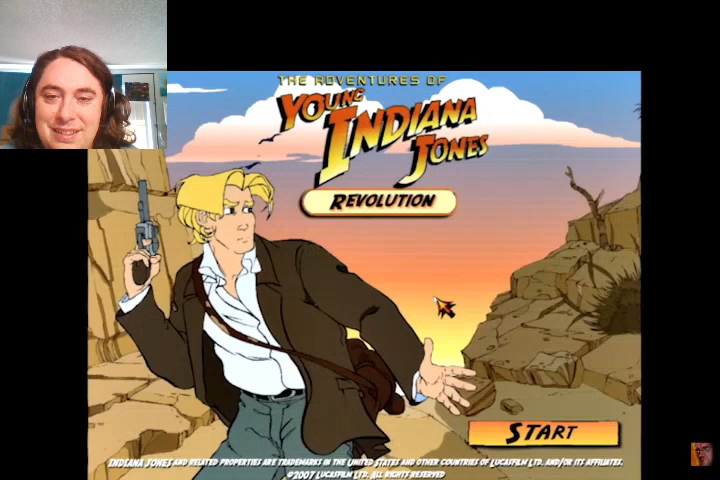 THE ADVENTURES OF
YOUNG
INDIANA
JONES
REVOLUTION
START
INDIANA JONES AND RELATED PROPERTIES ARE TRADEMARKS IN THE UNITED STATES AND OTHER COUNTRIES OF LUCASFILM LTD. AND/OR ITS AFFILIATES.
©2007 LUCASFILM LTD. ALL RIGHTS RESERVED